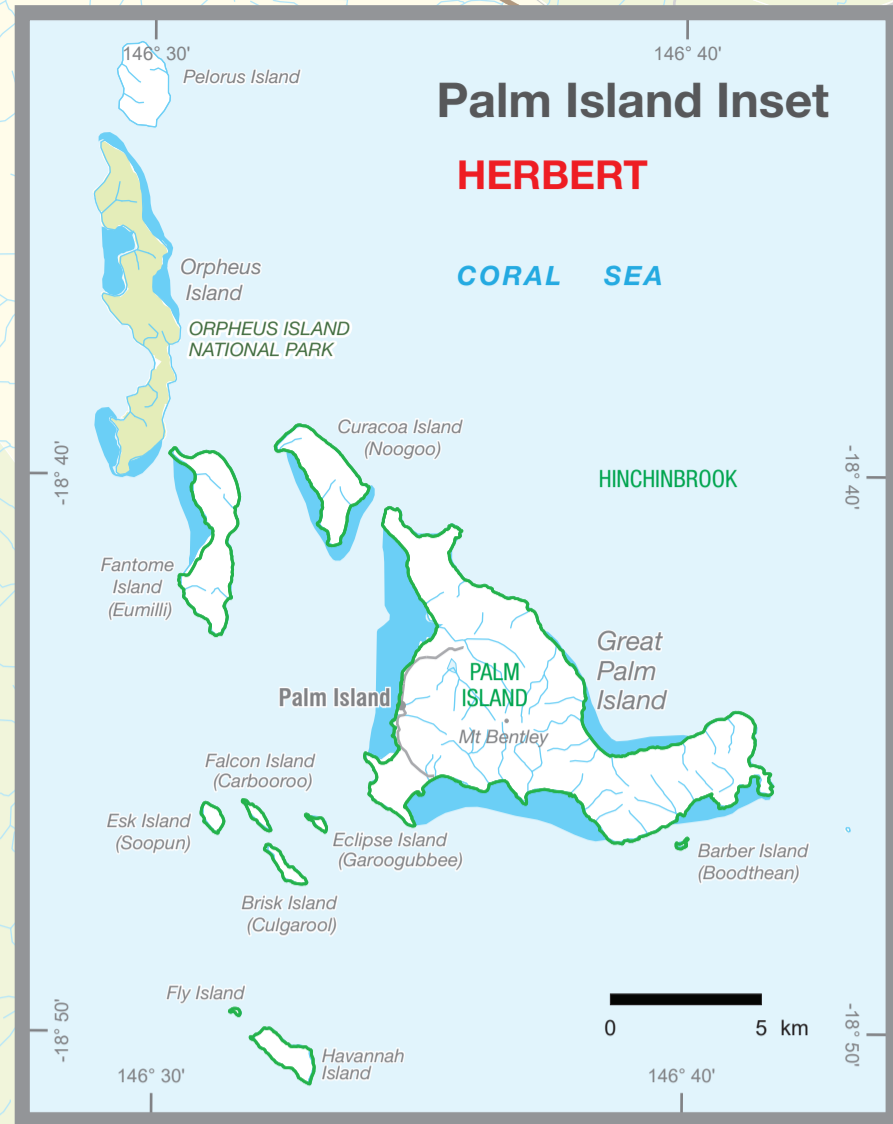 146° 30'
146° 40'
Pelorus Island
Palm Island Inset
HERBERT
CORAL SEA
Orpheus
Island
ORPHEUS ISLAND
NATIONAL PARK
Curacoa Island
(Noogoo)
-18° 40'
-18° 40'
HINCHINBROOK
Fantome
Island
(Eumilli)
Great
Palm
Island
PALM
ISLAND
Palm Island
Mt Bentley
Falcon Island
(Carbooroo)
Esk Island
(Soopun)
Eclipse Island
(Garoogubbee)
Barber Island
(Boodthean)
Brisk Island
(Culgarool)
Fly Island
-18° 50'
-18° 50'
0 5 km
Havannah
Island
146° 30'
146° 40'